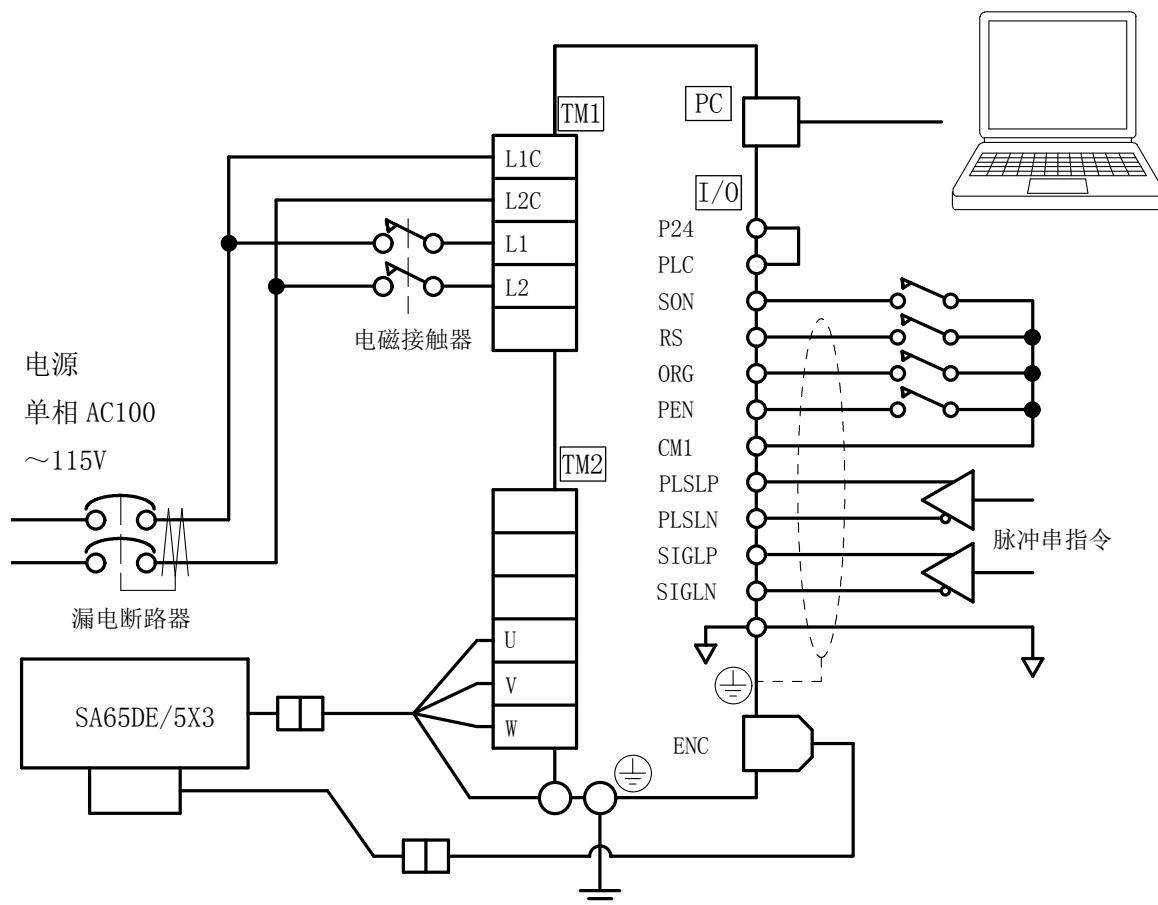 PC
TM1
L1C
L2C
L1
L2
电磁接触器
I/O
P24
PLC
SON
RS
ORG
PEN
CM1
PLSLP
PLSLN
SIGLP
SIGLN
脉冲串指令
电源
单相 AC100
～115V
漏电断路器
TM2
U
V
W
SA65DE/5X3
ENC